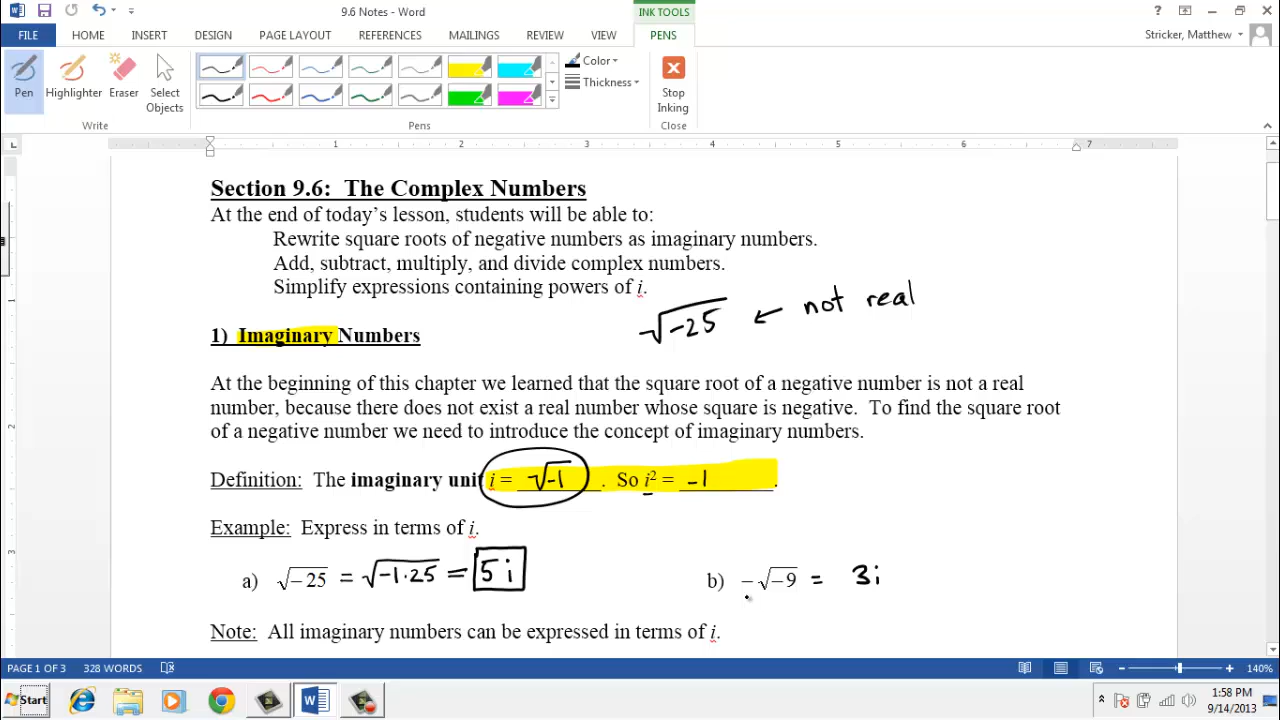 9.6 Notes - Word
INK TOOLS
FILE HOME INSERT DESIGN PAGE LAYOUT REFERENCES MAILINGS REVIEW VIEW PENS
Stricker, Matthew
Pen Highlighter Eraser Select Objects
Color
Thickness
Stop Inking
Write Pens Close
1 2 3 4 5 6 7
Section 9.6: The Complex Numbers
At the end of today's lesson, students will be able to:
Rewrite square roots of negative numbers as imaginary numbers.
Add, subtract, multiply, and divide complex numbers.
Simplify expressions containing powers of i.
√-25 ← not real
1) Imaginary Numbers
At the beginning of this chapter we learned that the square root of a negative number is not a real
number, because there does not exist a real number whose square is negative. To find the square root
of a negative number we need to introduce the concept of imaginary numbers.
Definition: The imaginary unit i = √-1. So i² = -1.
Example: Express in terms of i.
a) √-25 = √-1·25 = 5i b) -√-9 = 3i
Note: All imaginary numbers can be expressed in terms of i.
PAGE 1 OF 3 328 WORDS 140%
Start
1:58 PM
9/14/2013